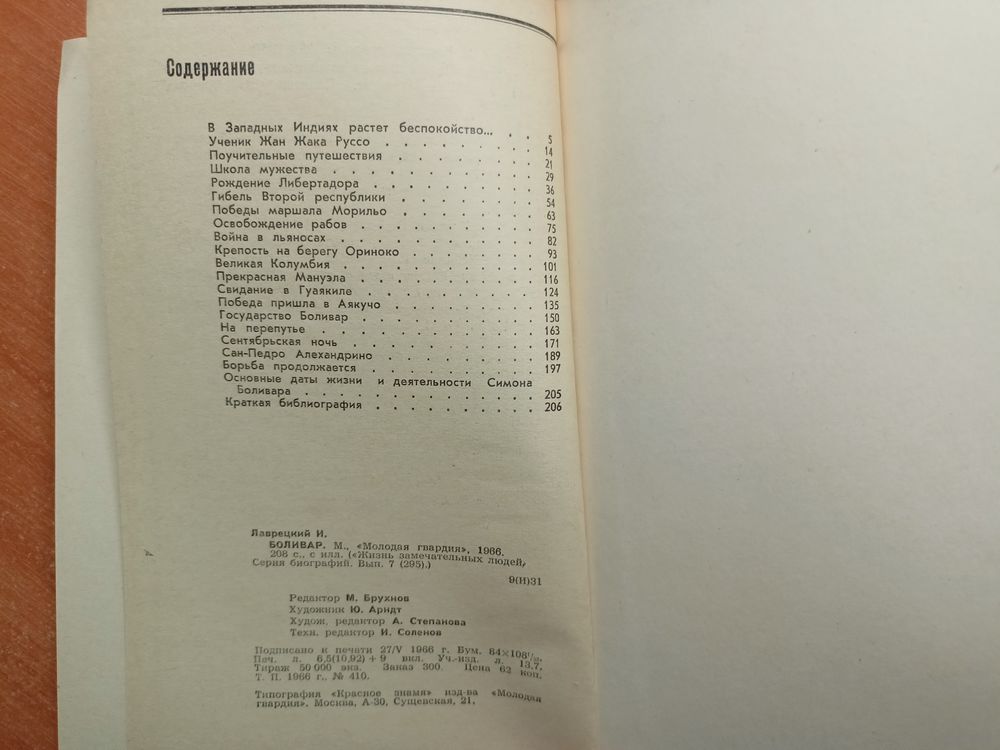 Содержание
В Западных Индиях растет беспокойство... . . 5
Ученик Жан Жака Руссо . . . . . . . . . . 14
Поучительные путешествия . . . . . . . . . 21
Школа мужества . . . . . . . . . . . . . 29
Рождение Либертадора . . . . . . . . . . 36
Гибель Второй республики . . . . . . . . . 54
Победы маршала Морильо . . . . . . . . . 63
Освобождение рабов . . . . . . . . . . . 75
Война в льяносах . . . . . . . . . . . . 82
Крепость на берегу Ориноко . . . . . . . . 93
Великая Колумбия . . . . . . . . . . . . 101
Прекрасная Мануэла . . . . . . . . . . . 116
Свидание в Гуаякиле . . . . . . . . . . . 124
Победа пришла в Аякучо . . . . . . . . . . 135
Государство Боливар . . . . . . . . . . . 150
На перепутье . . . . . . . . . . . . . 163
Сентябрьская ночь . . . . . . . . . . . . 171
Сан-Педро Алехандрино . . . . . . . . . . 189
Борьба продолжается . . . . . . . . . . . 197
Основные даты жизни и деятельности Симона
Боливара . . . . . . . . . . . . . . 205
Краткая библиография . . . . . . . . . . 206
Лаврецкий И.
БОЛИВАР. М., «Молодая гвардия», 1966.
208 с., с илл. («Жизнь замечательных людей,
Серия биографий. Вып. 7 (295).)
9(И)31
Редактор М. Брухнов
Художник Ю. Арндт
Худож. редактор А. Степанова
Техн. редактор И. Соленов
Подписано к печати 27/V 1966 г. Бум. 84×108¹/₃₂.
Печ. л. 6,5(10,92) + 9 вкл. Уч.-изд. л. 13,7.
Тираж 50 000 экз. Заказ 300. Цена 62 коп.
Т. П. 1966 г., № 410.
Типография «Красное знамя» изд-ва «Молодая
гвардия». Москва, А-30, Сущевская, 21.